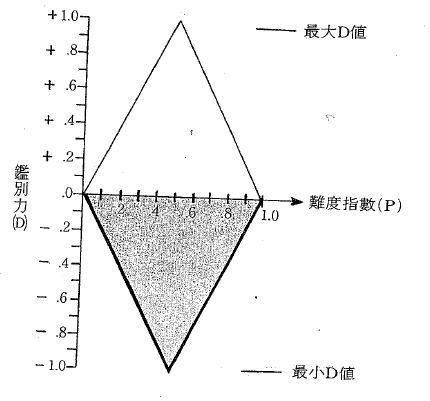 +1.0
最大D值
+ .8
+ .6
+ .4
+ .2
鑑別力(D)
.0
.2 .4 .6 .8 1.0
難度指數(P)
− .2
− .4
− .6
− .8
−1.0
最小D值